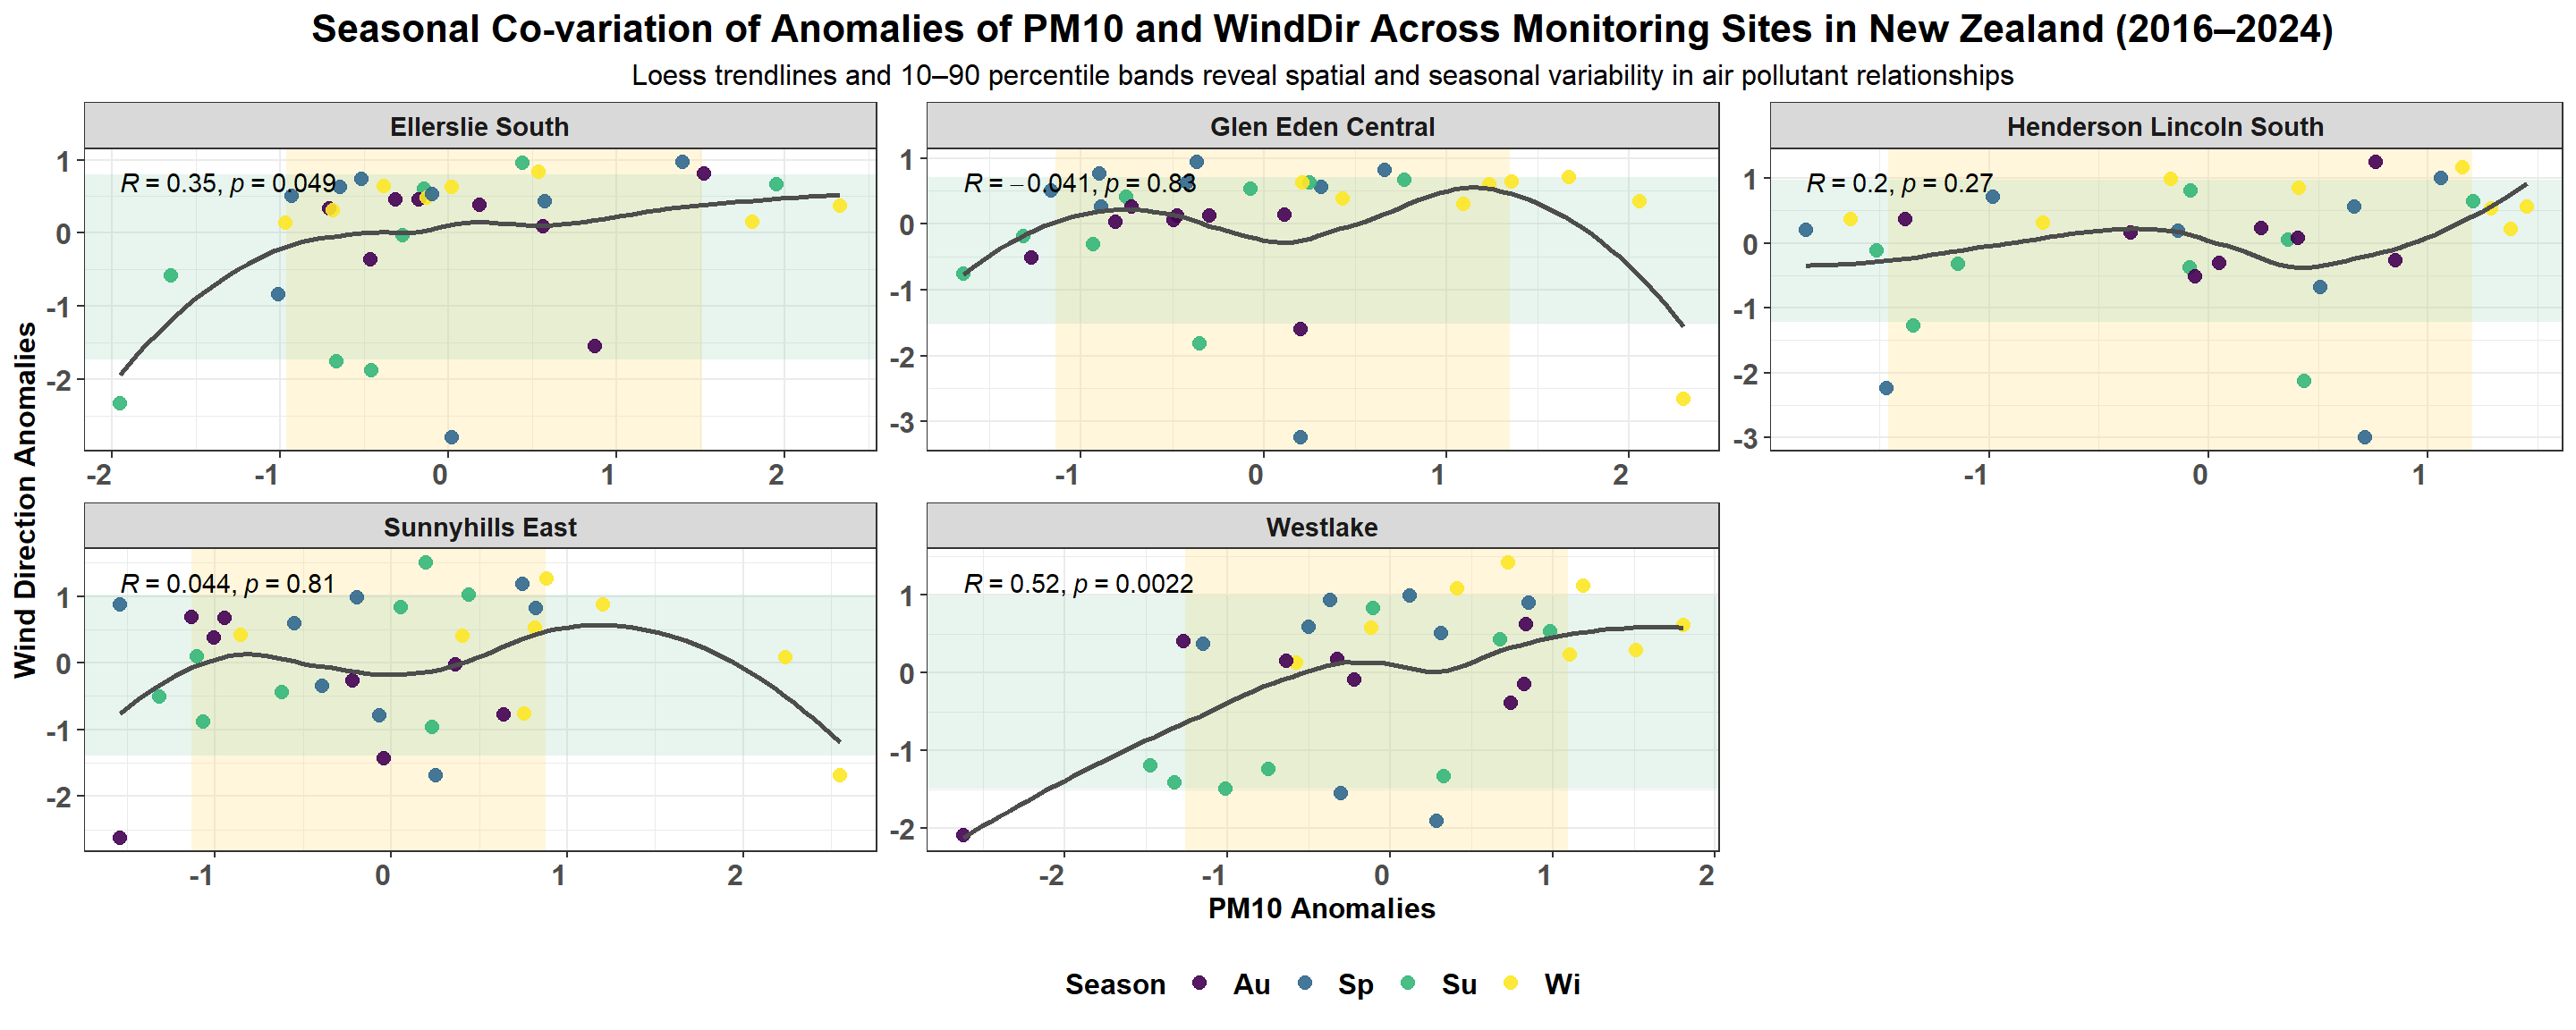 Seasonal Co-variation of Anomalies of PM10 and WindDir Across Monitoring Sites in New Zealand (2016–2024)
Loess trendlines and 10–90 percentile bands reveal spatial and seasonal variability in air pollutant relationships
Wind Direction Anomalies
Ellerslie South
R = 0.35, p = 0.049
1
0
-1
-2
-2 -1 0 1 2
Glen Eden Central
R = −0.041, p = 0.83
1
0
-1
-2
-3
-1 0 1 2
Henderson Lincoln South
R = 0.2, p = 0.27
1
0
-1
-2
-3
-1 0 1
Sunnyhills East
R = 0.044, p = 0.81
1
0
-1
-2
-1 0 1 2
Westlake
R = 0.52, p = 0.0022
1
0
-1
-2
-2 -1 0 1 2
PM10 Anomalies
Season Au Sp Su Wi